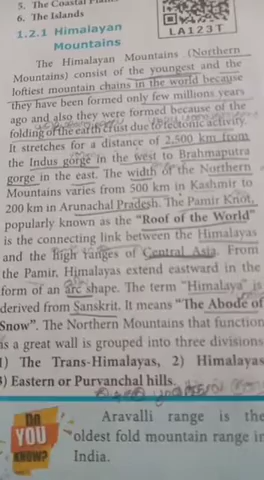 5. The Coastal Plains
6. The Islands
LA123T
1.2.1 Himalayan
Mountains
The Himalayan Mountains (Northern
Mountains) consist of the youngest and the
loftiest mountain chains in the world because
they have been formed only few millions years
ago and also they were formed because of the
folding of the earth crust due to tectonic activity.
It stretches for a distance of 2,500 km from
the Indus gorge in the west to Brahmaputra
gorge in the east. The width of the Northern
Mountains varies from 500 km in Kashmir to
200 km in Arunachal Pradesh. The Pamir Knot,
popularly known as the "Roof of the World"
is the connecting link between the Himalayas
and the high ranges of Central Asia. From
the Pamir, Himalayas extend eastward in the
form of an arc shape. The term "Himalaya" is
derived from Sanskrit. It means "The Abode of
Snow". The Northern Mountains that function
as a great wall is grouped into three divisions
1) The Trans-Himalayas, 2) Himalayas
3) Eastern or Purvanchal hills.
DO
YOU
KNOW?
Aravalli range is the
oldest fold mountain range in
India.